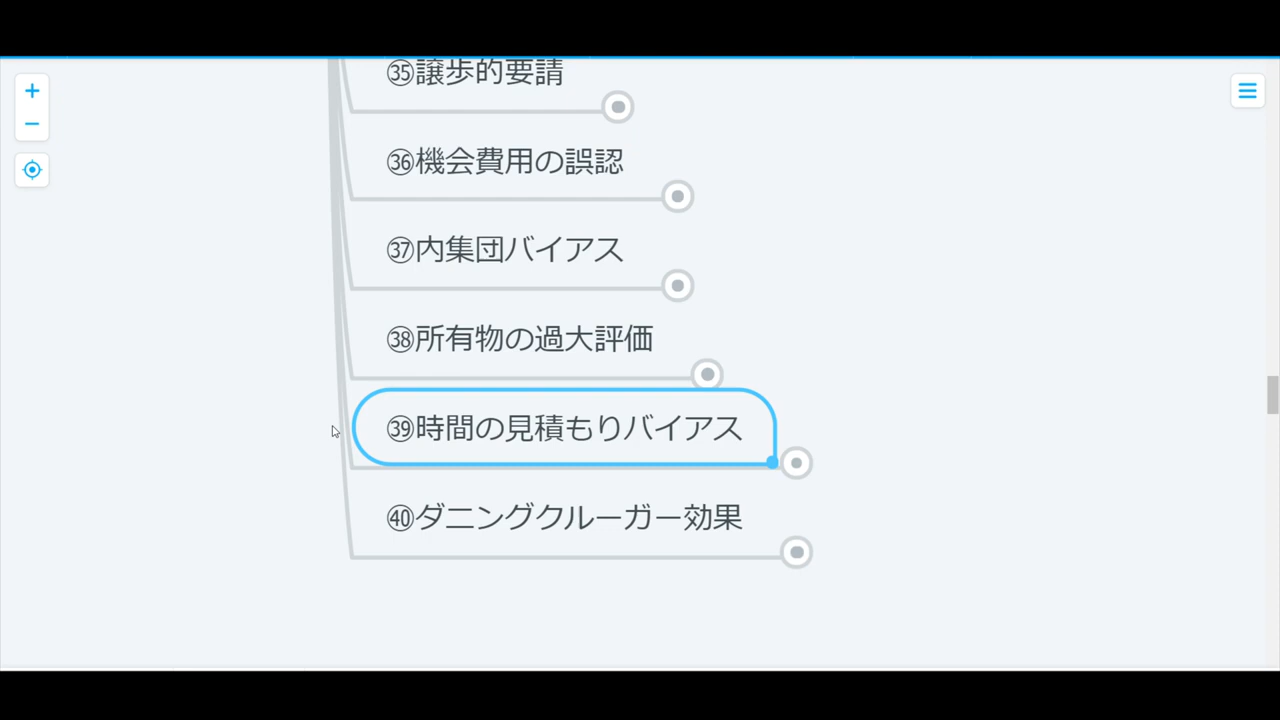 ㉟譲歩的要請
㊱機会費用の誤認
㊲内集団バイアス
㊳所有物の過大評価
㊴時間の見積もりバイアス
㊵ダニングクルーガー効果